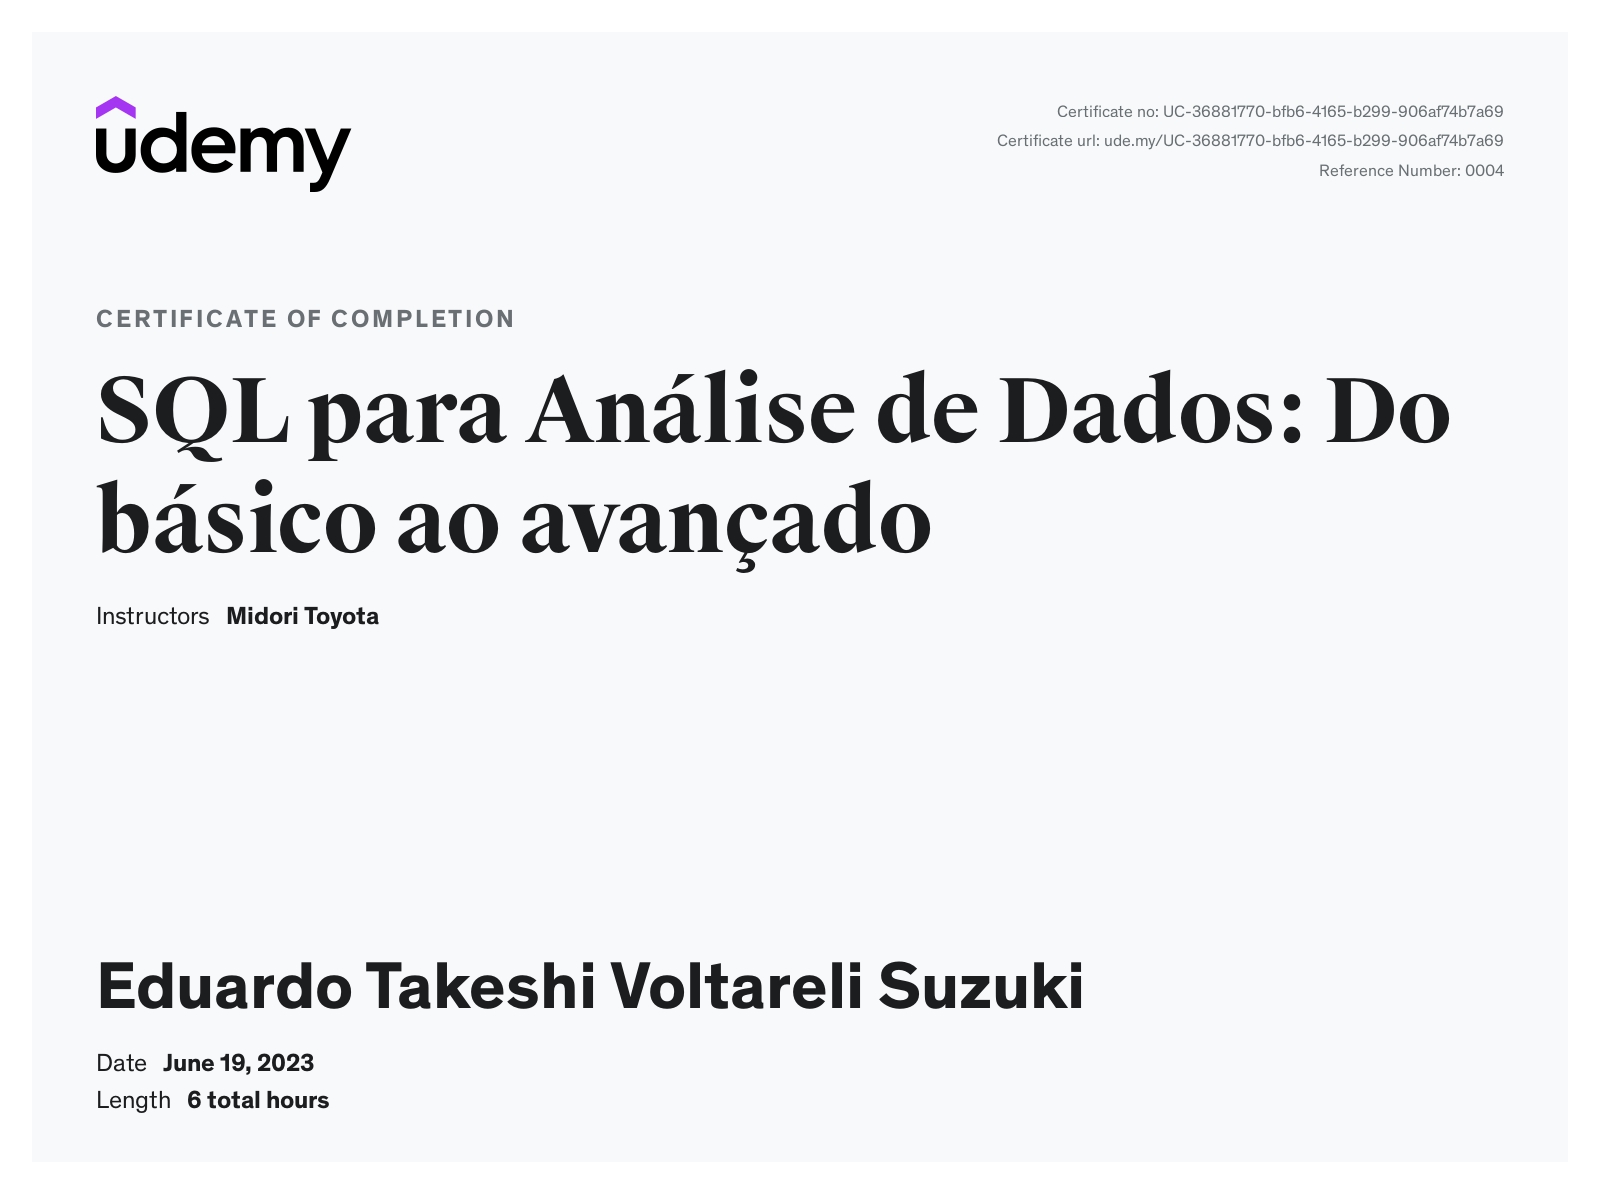 udemy
Certificate no: UC-36881770-bfb6-4165-b299-906af74b7a69
Certificate url: ude.my/UC-36881770-bfb6-4165-b299-906af74b7a69
Reference Number: 0004
CERTIFICATE OF COMPLETION
SQL para Análise de Dados: Do
básico ao avançado
Instructors Midori Toyota
Eduardo Takeshi Voltareli Suzuki
Date June 19, 2023
Length 6 total hours